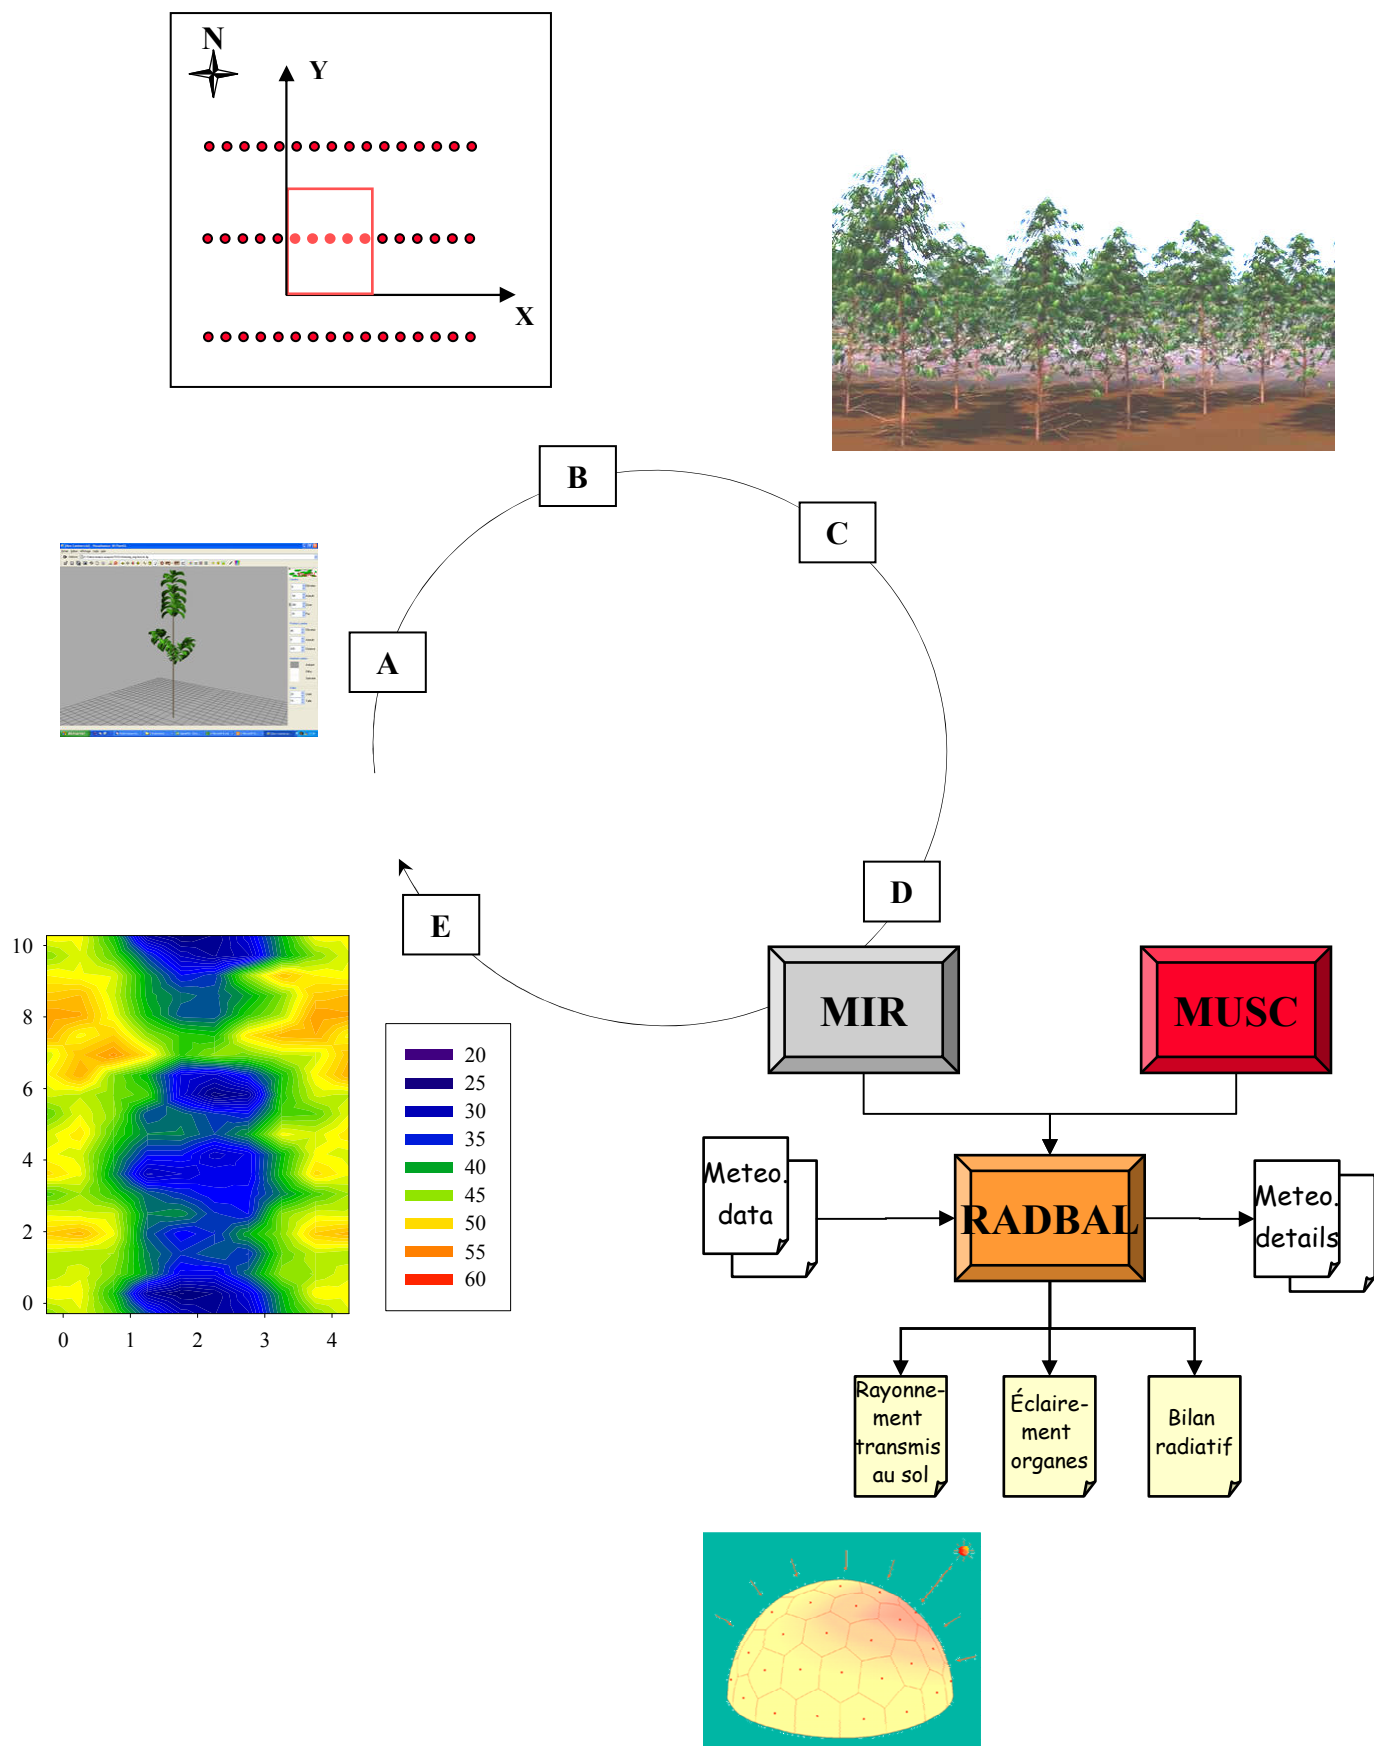 N
Y
X
B
C
A
D
E
MIR
MUSC
10
8
6
4
2
0
0
1
2
3
4
20
25
30
35
40
45
50
55
60
Meteo.
data
RADBAL
Meteo.
details
Rayonne-
ment
transmis
au sol
Éclaire-
ment
organes
Bilan
radiatif